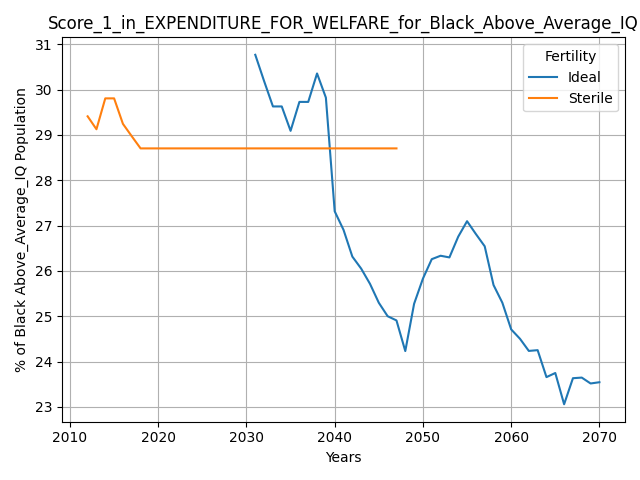 Score_1_in_EXPENDITURE_FOR_WELFARE_for_Black_Above_Average_IQ
Fertility
Ideal
Sterile
% of Black Above_Average_IQ Population
31
30
29
28
27
26
25
24
23
2010
2020
2030
2040
2050
2060
2070
Years